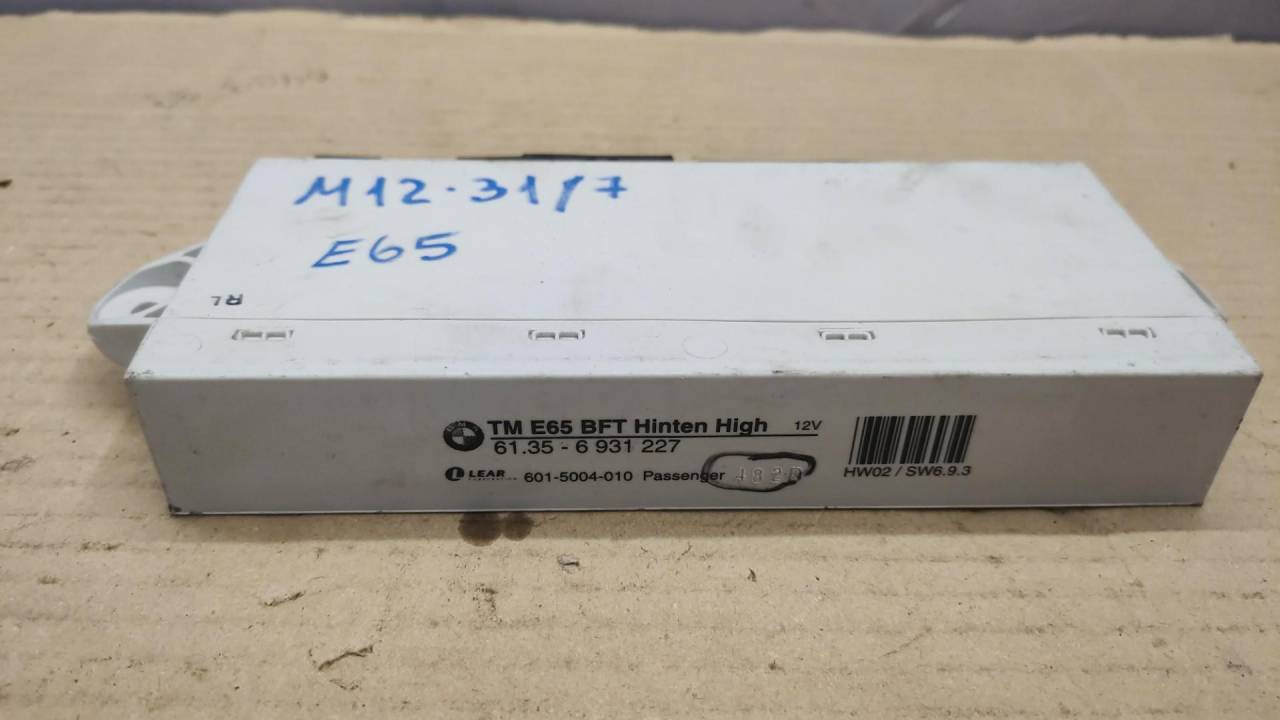 M12.31/7
E65
RL
TM E65 BFT Hinten High 12V
61.35 - 6 931 227
LEAR 601-5004-010 Passenger
HW02 / SW6.9.3